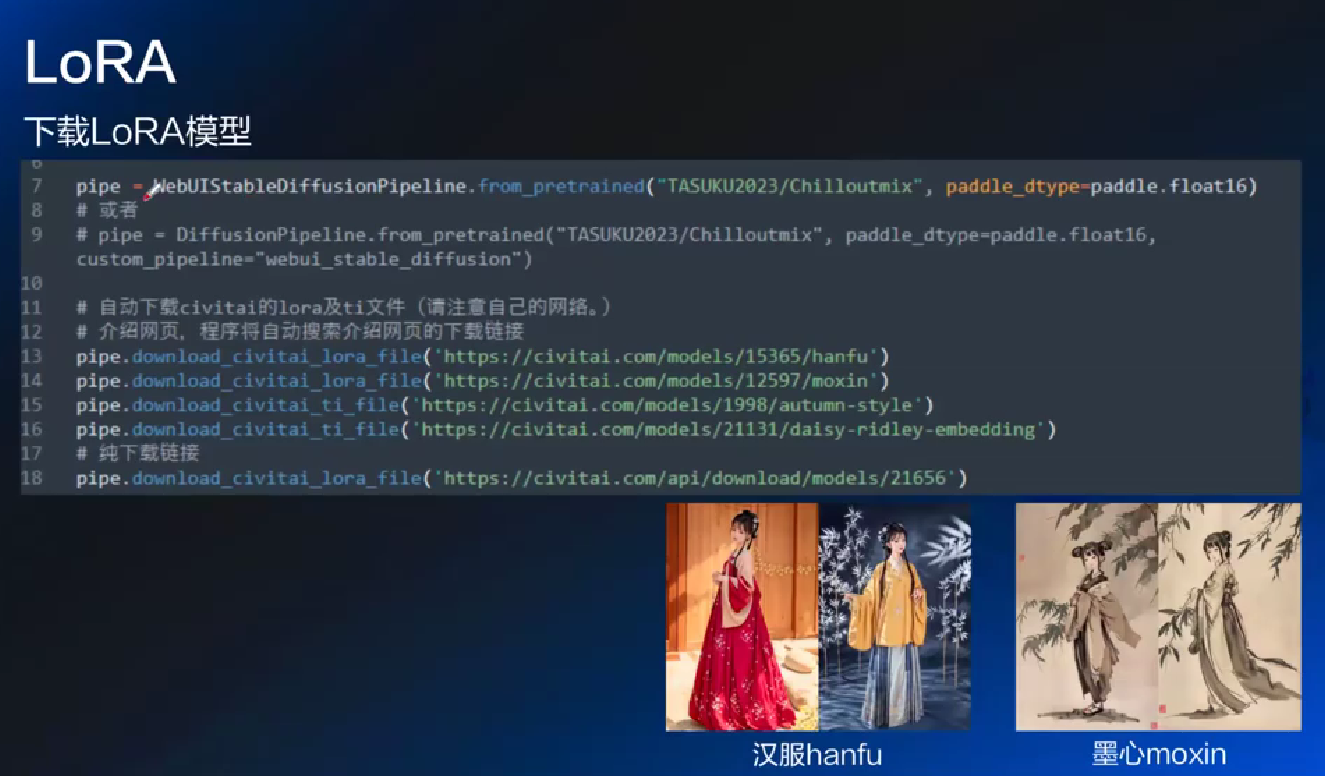 LoRA
下载LoRA模型
6
7 pipe = WebUIStableDiffusionPipeline.from_pretrained("TASUKU2023/Chilloutmix", paddle_dtype=paddle.float16)
8 # 或者
9 # pipe = DiffusionPipeline.from_pretrained("TASUKU2023/Chilloutmix", paddle_dtype=paddle.float16,
custom_pipeline="webui_stable_diffusion")
10
11 # 自动下载civitai的lora及ti文件（请注意自己的网络。）
12 # 介绍网页，程序将自动搜索介绍网页的下载链接
13 pipe.download_civitai_lora_file('https://civitai.com/models/15365/hanfu')
14 pipe.download_civitai_lora_file('https://civitai.com/models/12597/moxin')
15 pipe.download_civitai_ti_file('https://civitai.com/models/1998/autumn-style')
16 pipe.download_civitai_ti_file('https://civitai.com/models/21131/daisy-ridley-embedding')
17 # 纯下载链接
18 pipe.download_civitai_lora_file('https://civitai.com/api/download/models/21656')
汉服hanfu
墨心moxin